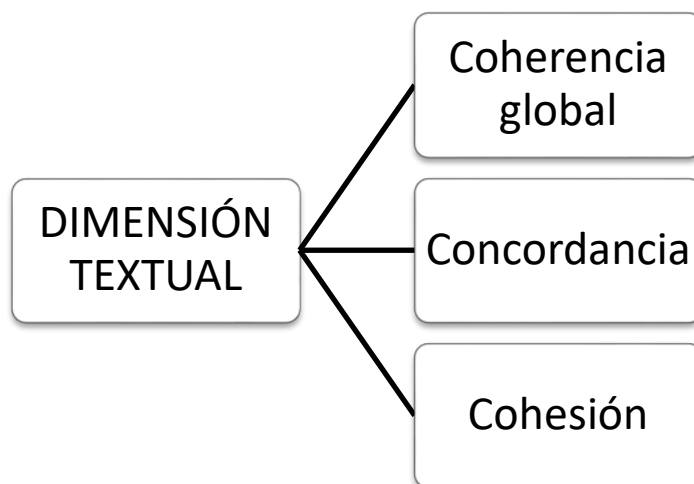 DIMENSIÓN
TEXTUAL
Coherencia
global
Concordancia
Cohesión